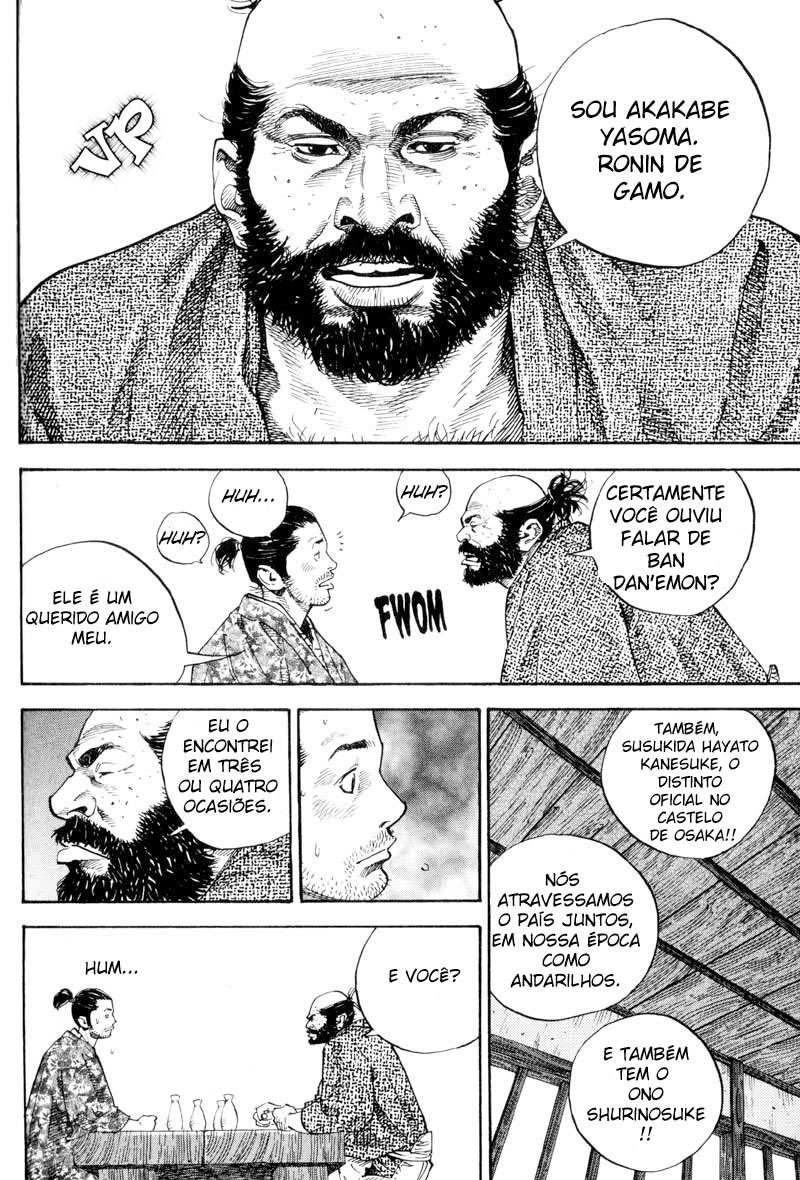 VP
SOU AKAKABE
YASOMA.
RONIN DE
GAMO.
CERTAMENTE
VOCÊ OUVIU
FALAR DE
BAN
DAN'EMON?
HUH?
FWOM
HUH...
HUH?
ELE É UM
QUERIDO AMIGO
MEU.
TAMBÉM,
SUSUKIDA HAYATO
KANESUKE, O
DISTINTO
OFICIAL NO
CASTELO
DE OSAKA!!
NÓS
ATRAVESSAMOS
O PAÍS JUNTOS,
EM NOSSA ÉPOCA
COMO
ANDARILHOS.
E TAMBÉM
TEM O
ONO
SHURINOSUKE
!!
EU O
ENCONTREI
EM TRÊS
OU QUATRO
OCASIÕES.
E VOCÊ?
HUM...